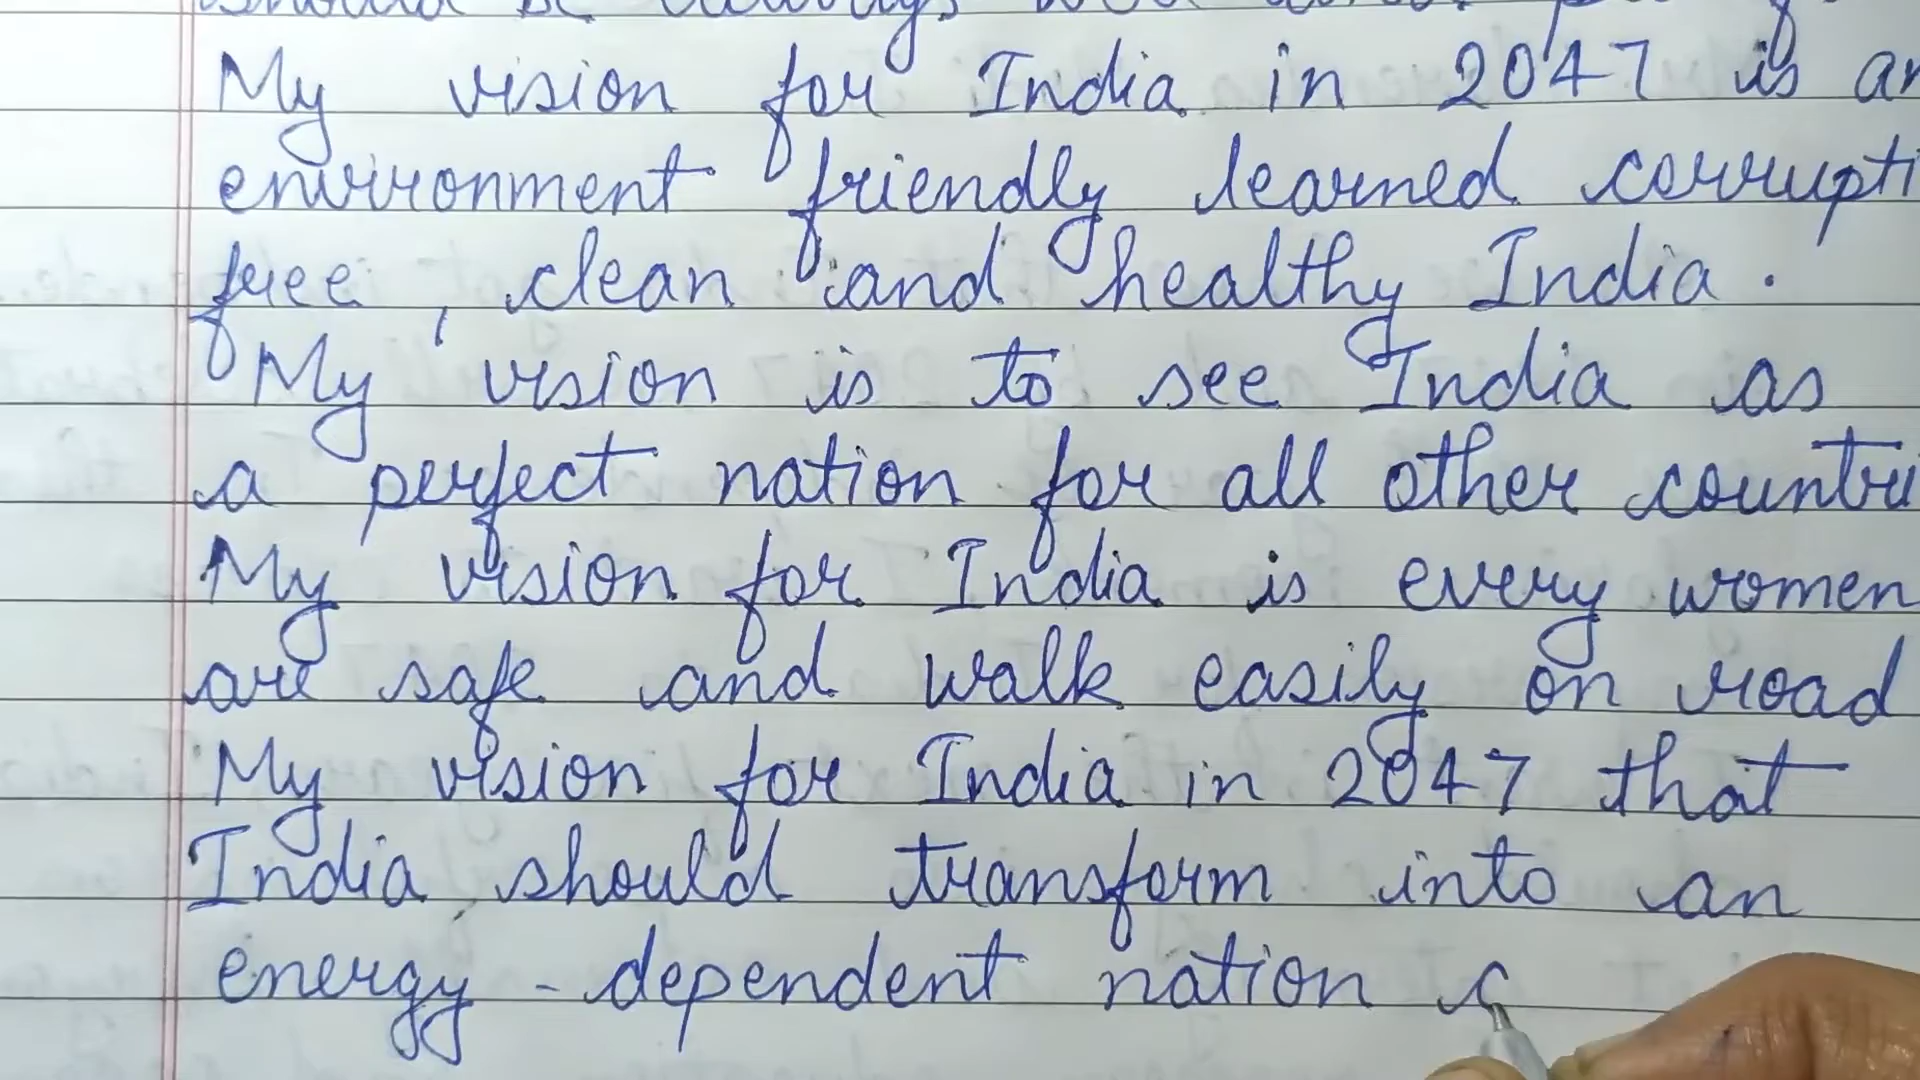 should be always
My vision for India in 2047 is an
environment friendly learned corrupti
free, clean and healthy India.
My vision is to see India as
a perfect nation for all other countri
My vision for India is every women
are safe and walk easily on road
My vision for India in 2047 that
India should transform into an
energy-dependent nation